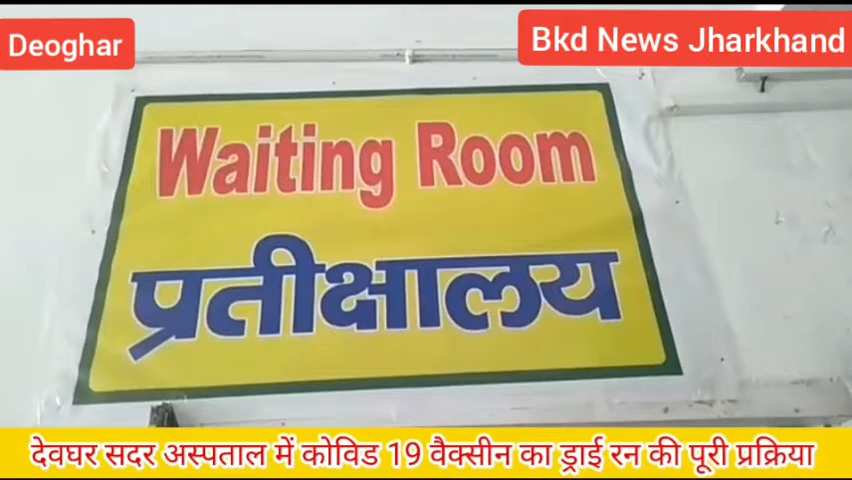 Deoghar
Bkd News Jharkhand
Waiting Room
प्रतीक्षालय
देवघर सदर अस्पताल में कोविड 19 वैक्सीन का ड्राई रन की पूरी प्रक्रिया